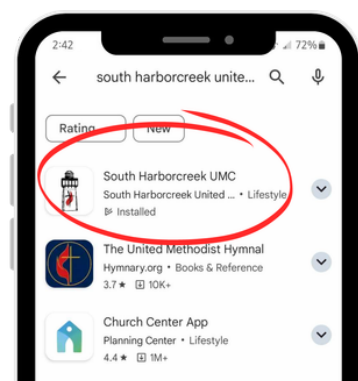 2:42
72%
south harborcreek unite...
Rating
New
South Harborcreek UMC
South Harborcreek United ... • Lifestyle
Installed
The United Methodist Hymnal
Hymnary.org • Books & Reference
3.7★ 10K+
Church Center App
Planning Center • Lifestyle
4.4★ 1M+